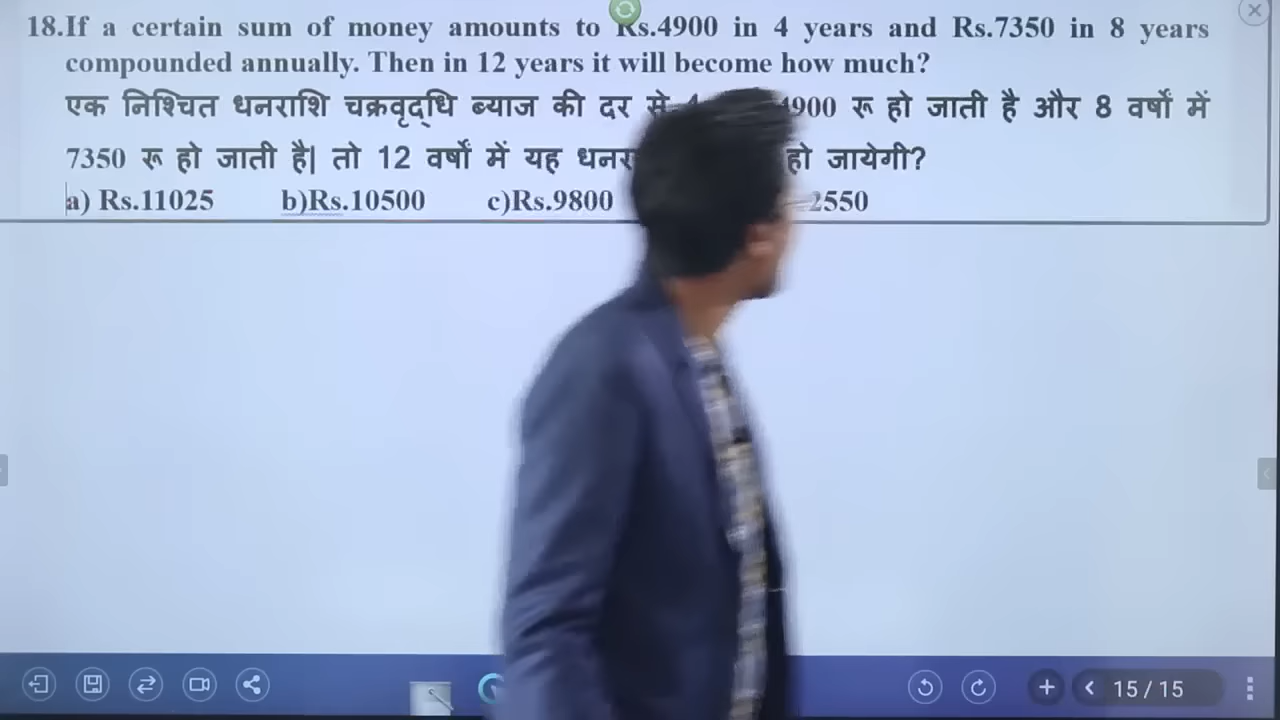 18.If a certain sum of money amounts to Rs.4900 in 4 years and Rs.7350 in 8 years
compounded annually. Then in 12 years it will become how much?
एक निश्चित धनराशि चक्रवृद्धि ब्याज की दर से 4900 रू हो जाती है और 8 वर्षों में
7350 रू हो जाती है| तो 12 वर्षों में यह हो जायेगी?
a) Rs.11025 b)Rs.10500 c)Rs.9800 2550
15/15